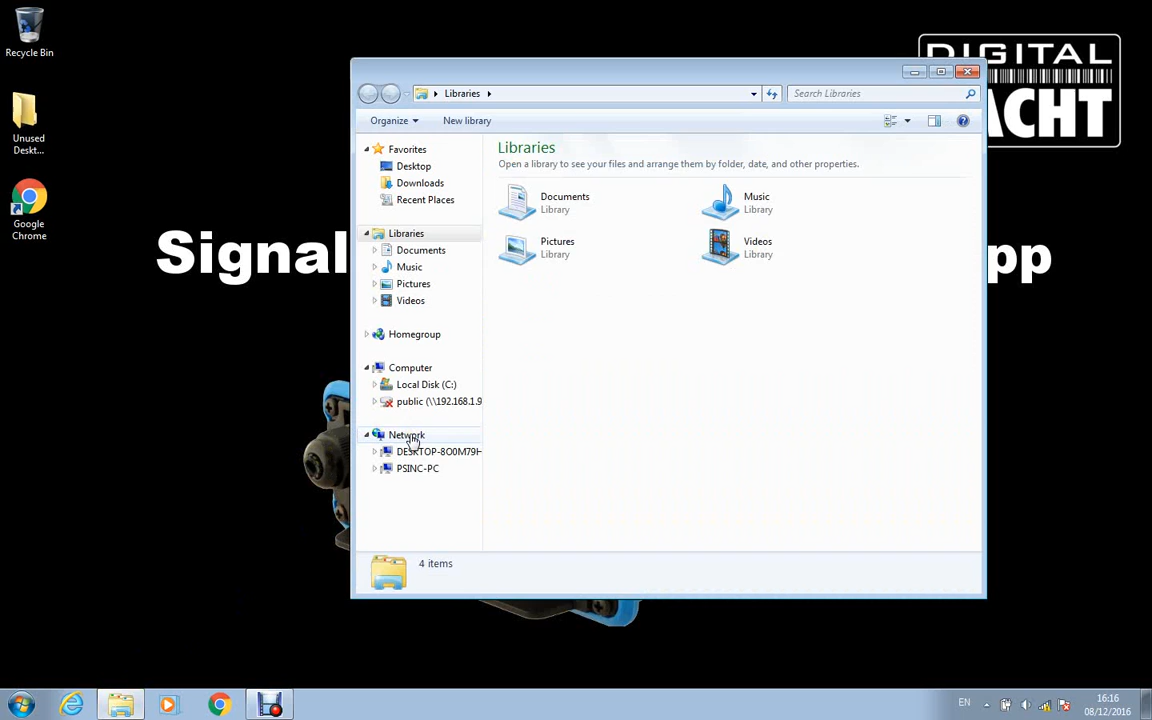 Recycle Bin
Unused
Deskt...
Google
Chrome
DIGITAL
ACHT
Signal
pp
Libraries
Search Libraries
Organize
New library
Favorites
Desktop
Downloads
Recent Places
Libraries
Documents
Music
Pictures
Videos
Homegroup
Computer
Local Disk (C:)
public (\\192.168.1.9
Network
DESKTOP-8O0M79H
PSINC-PC
Libraries
Open a library to see your files and arrange them by folder, date, and other properties.
Documents
Library
Music
Library
Pictures
Library
Videos
Library
4 items
EN
16:16
08/12/2016